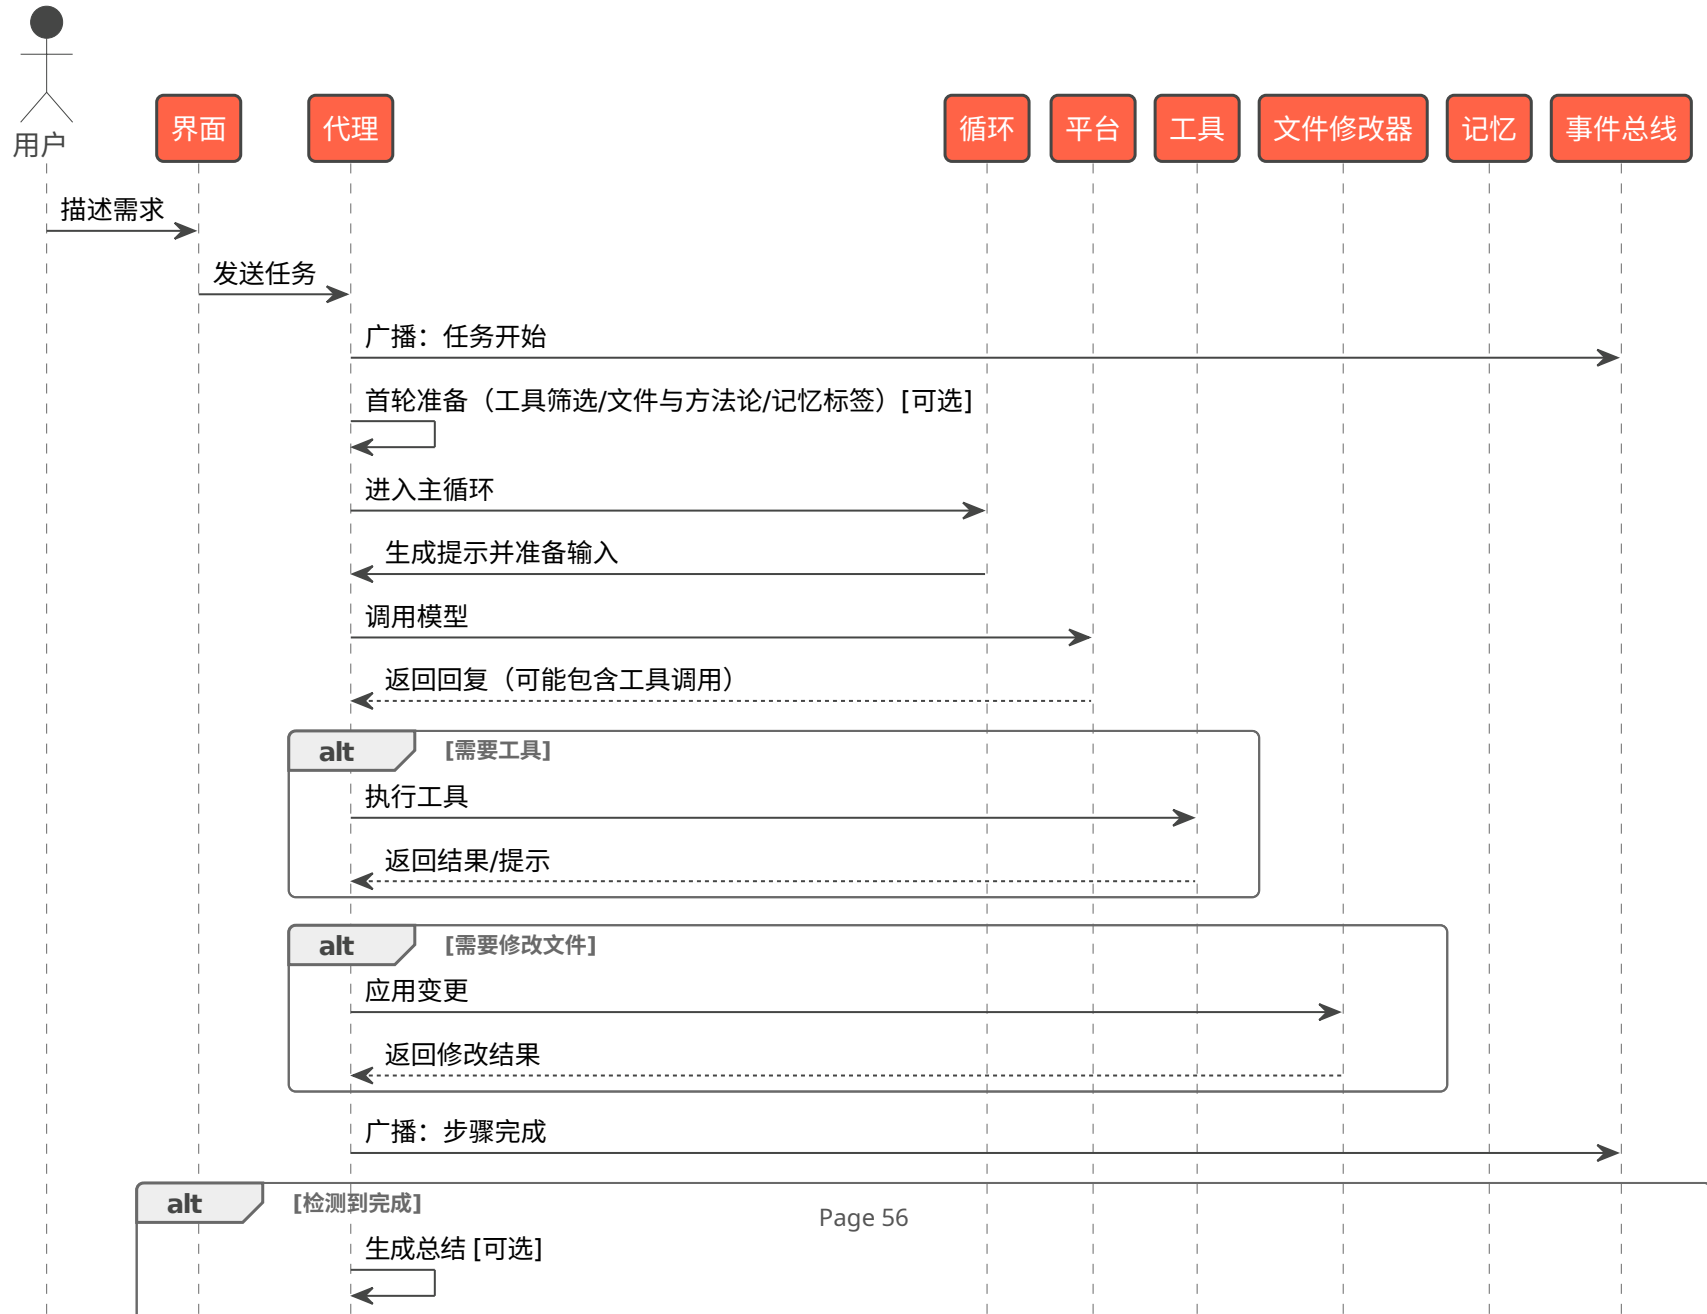 用户
界面
代理
循环
平台
工具
文件修改器
记忆
事件总线
描述需求
发送任务
广播：任务开始
首轮准备（工具筛选/文件与方法论/记忆标签）[可选]
进入主循环
生成提示并准备输入
调用模型
返回回复（可能包含工具调用）
alt [需要工具]
执行工具
返回结果/提示
alt [需要修改文件]
应用变更
返回修改结果
广播：步骤完成
alt [检测到完成]
Page 56
生成总结 [可选]